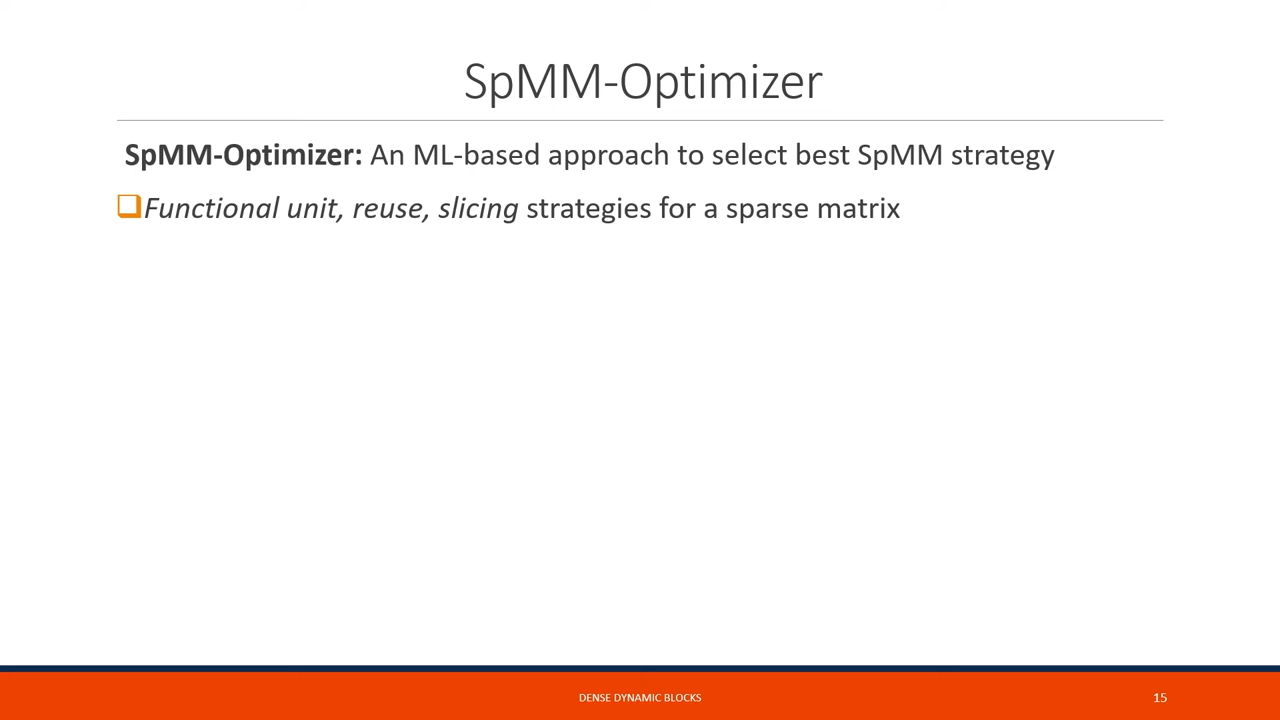 SpMM-Optimizer
SpMM-Optimizer: An ML-based approach to select best SpMM strategy
Functional unit, reuse, slicing strategies for a sparse matrix
DENSE DYNAMIC BLOCKS
15